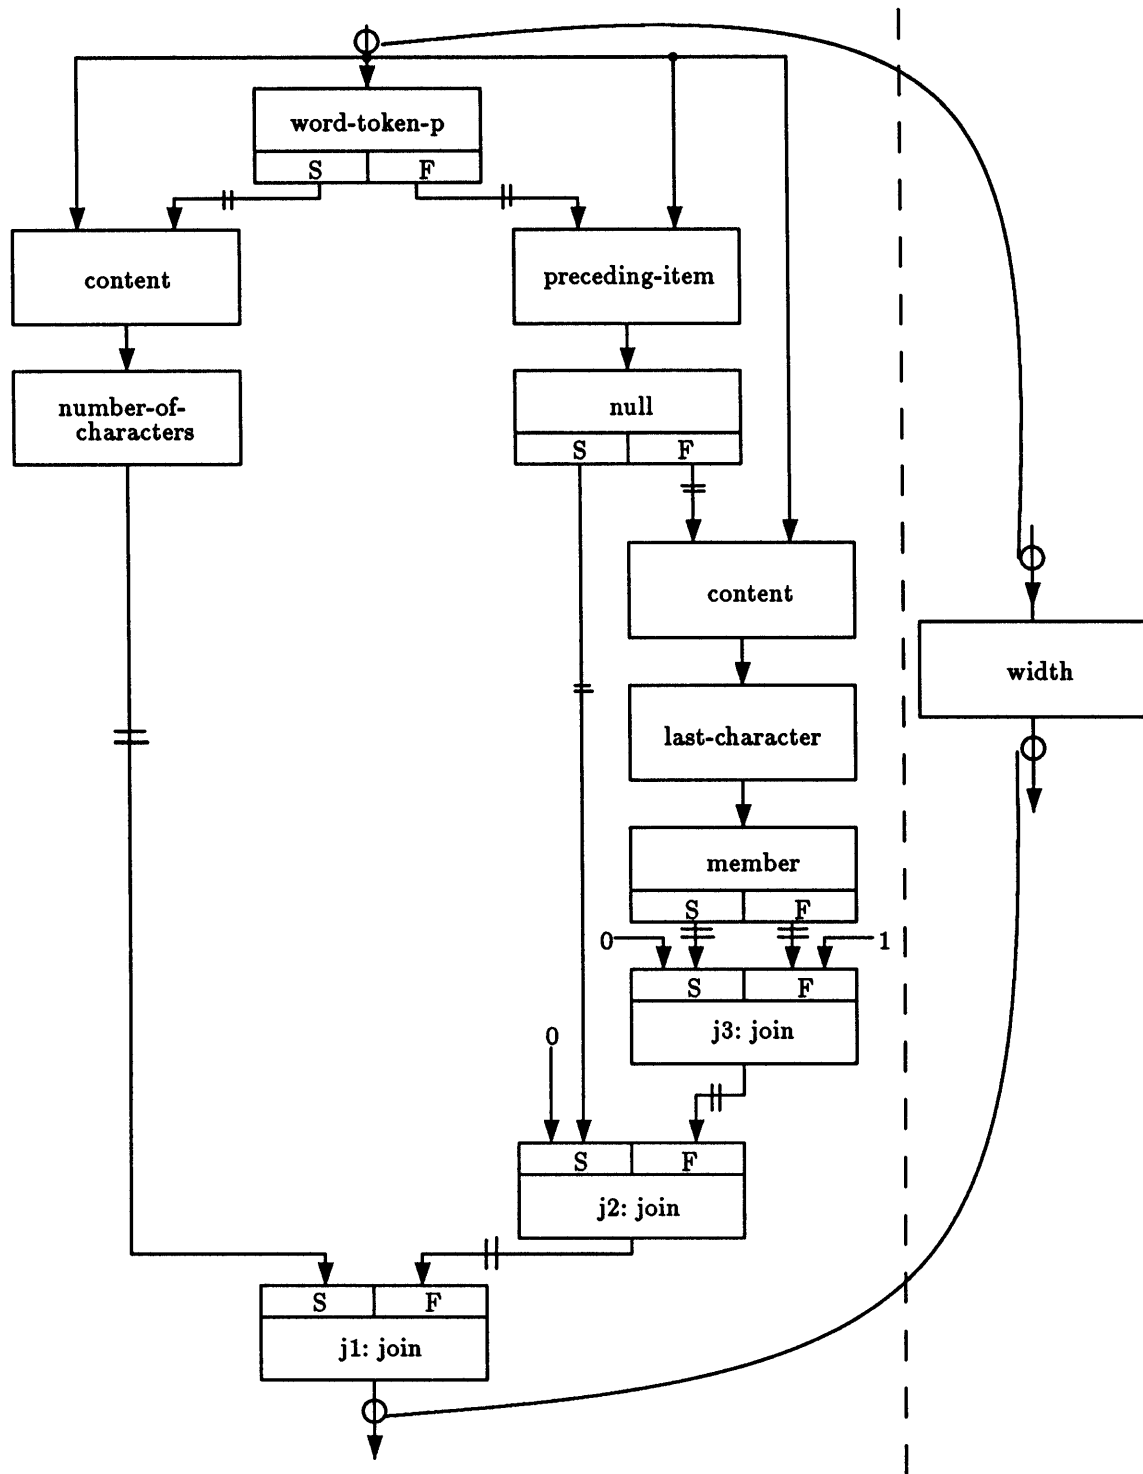 word-token-p
S F
content
preceding-item
number-of-
characters
null
S F
content
width
last-character
member
S F
0 1
S F
j3: join
0
S F
j2: join
S F
j1: join